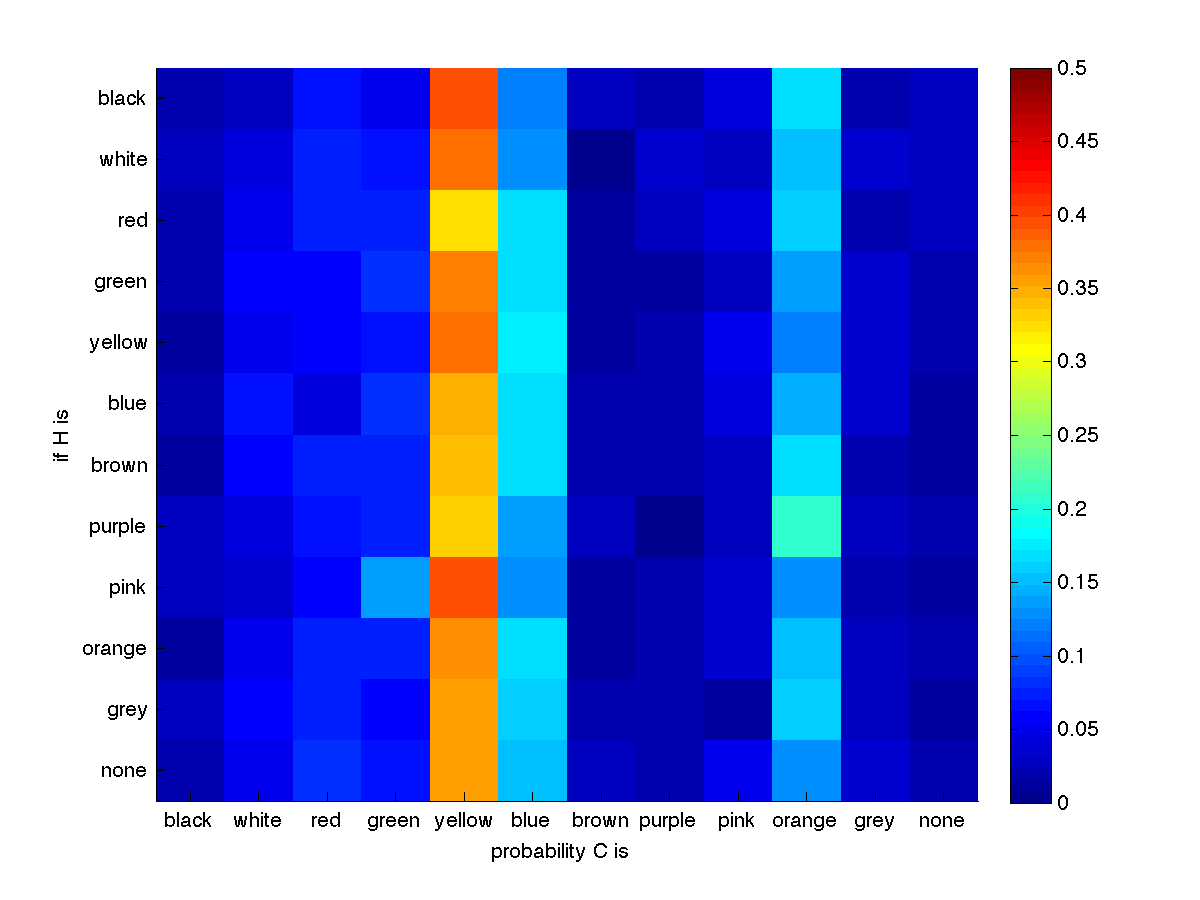 black
white
red
green
yellow
blue
brown
purple
pink
orange
grey
none
if H is
black white red green yellow blue brown purple pink orange grey none
probability C is
0.5
0.45
0.4
0.35
0.3
0.25
0.2
0.15
0.1
0.05
0